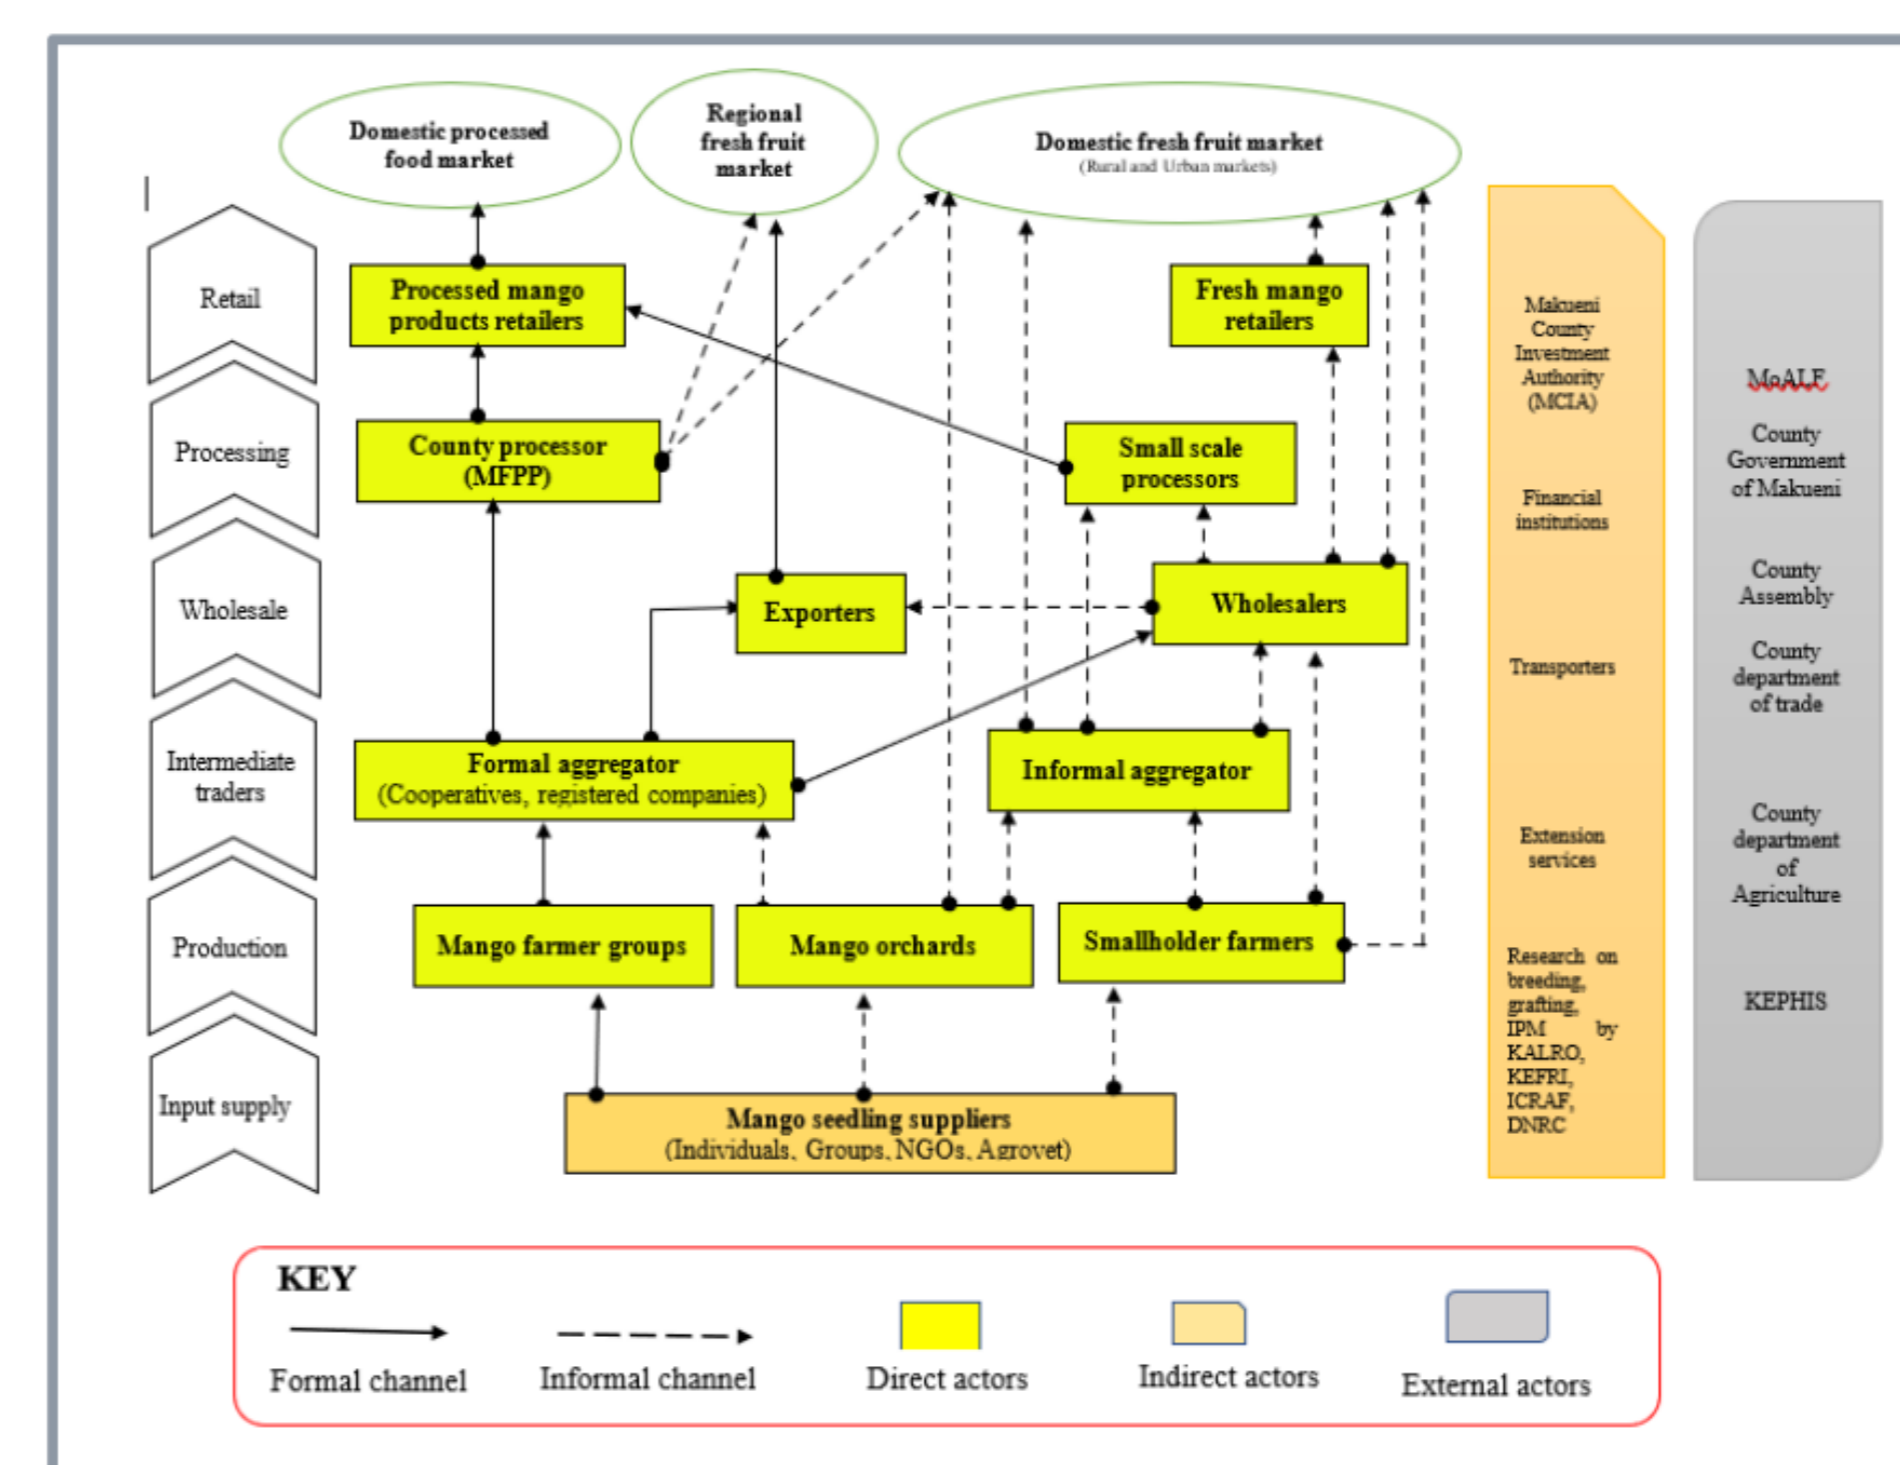 Domestic processed
food market
Regional
fresh fruit
market
Domestic fresh fruit market
(Rural and Urban markets)
Retail
Processed mango
products retailers
Fresh mango
retailers
Processing
County processor
(MFPP)
Small scale
processors
Wholesale
Exporters
Wholesalers
Intermediate
traders
Formal aggregator
(Cooperatives, registered companies)
Informal aggregator
Production
Mango farmer groups
Mango orchards
Smallholder farmers
Input supply
Mango seedling suppliers
(Individuals, Groups, NGOs, Agrovet)
Makueni
County
Investment
Authority
(MCIA)
Financial
institutions
Transporters
Extension
services
Research on
breeding,
grafting,
IPM by
KALRO,
KEFRI,
ICRAF,
DNRC
MoALF
County
Government
of Makueni
County
Assembly
County
department
of trade
County
department
of
Agriculture
KEPHIS
KEY
Formal channel
Informal channel
Direct actors
Indirect actors
External actors